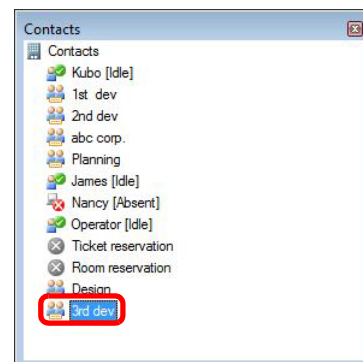 Contacts
Contacts
Kubo [Idle]
1st dev
2nd dev
abc corp.
Planning
James [Idle]
Nancy [Absent]
Operator [Idle]
Ticket reservation
Room reservation
Design
3rd dev